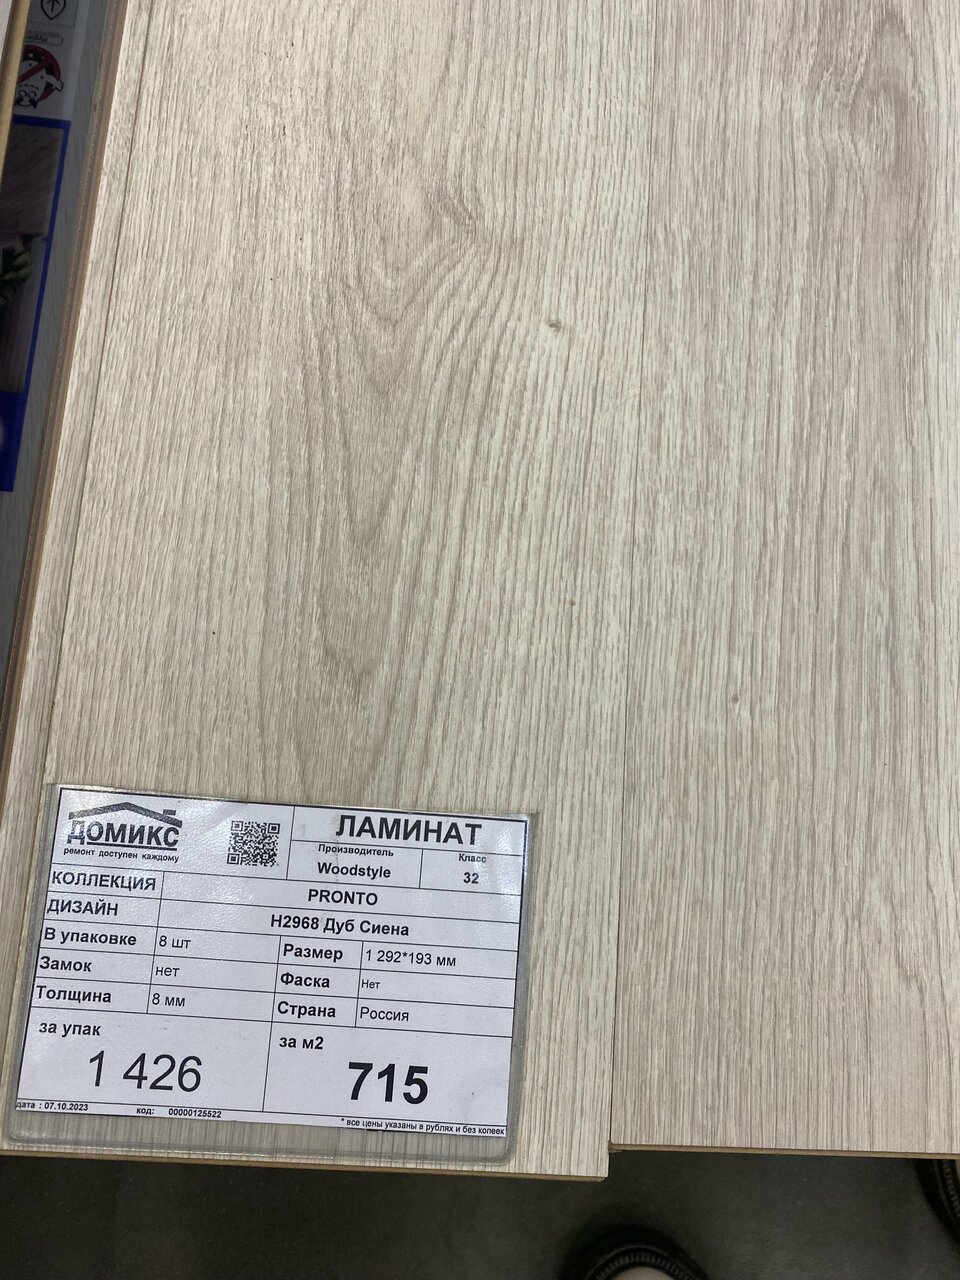 ДОМИКС
ремонт доступен каждому
ЛАМИНАТ
Производитель
Woodstyle
Класс
32
КОЛЛЕКЦИЯ PRONTO
ДИЗАЙН H2968 Дуб Сиена
В упаковке 8 шт Размер 1 292*193 мм
Замок нет Фаска Нет
Толщина 8 мм Страна Россия
за упак
1 426
за м2
715
дата : 07.10.2023 код: 00000125522
* все цены указаны в рублях и без копеек